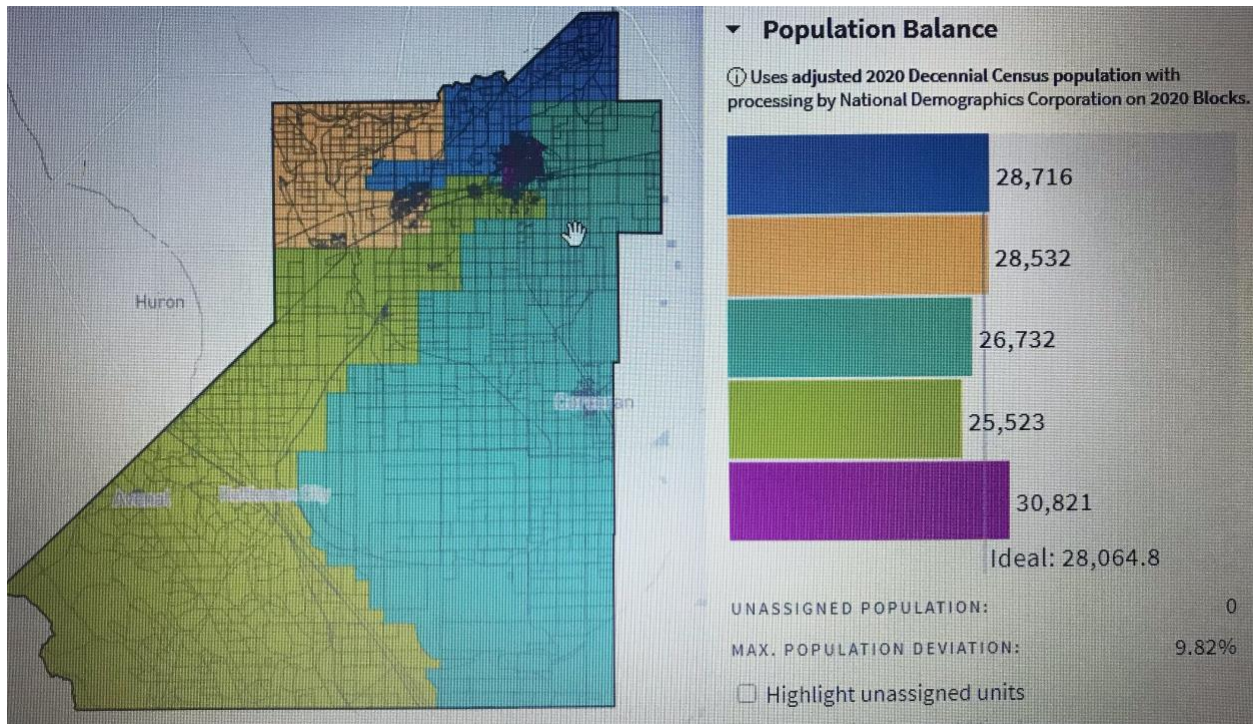 Huron
▼ Population Balance
ⓘ Uses adjusted 2020 Decennial Census population with
processing by National Demographics Corporation on 2020 Blocks.
28,716
28,532
26,732
25,523
30,821
Ideal: 28,064.8
UNASSIGNED POPULATION: 0
MAX. POPULATION DEVIATION: 9.82%
Highlight unassigned units